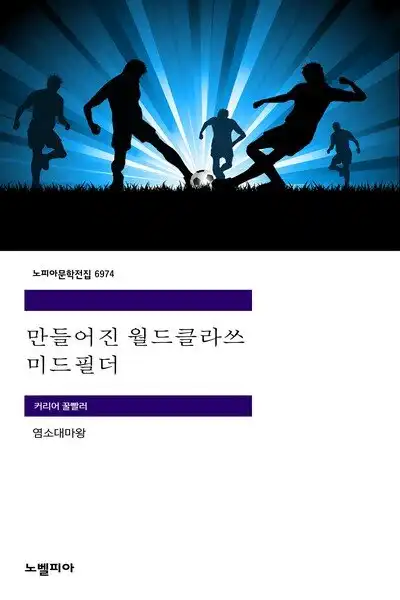 노피아문학전집 6974
만들어진 월드클라쓰
미드필더
커리어 꿀빨러
염소대마왕
노벨피아